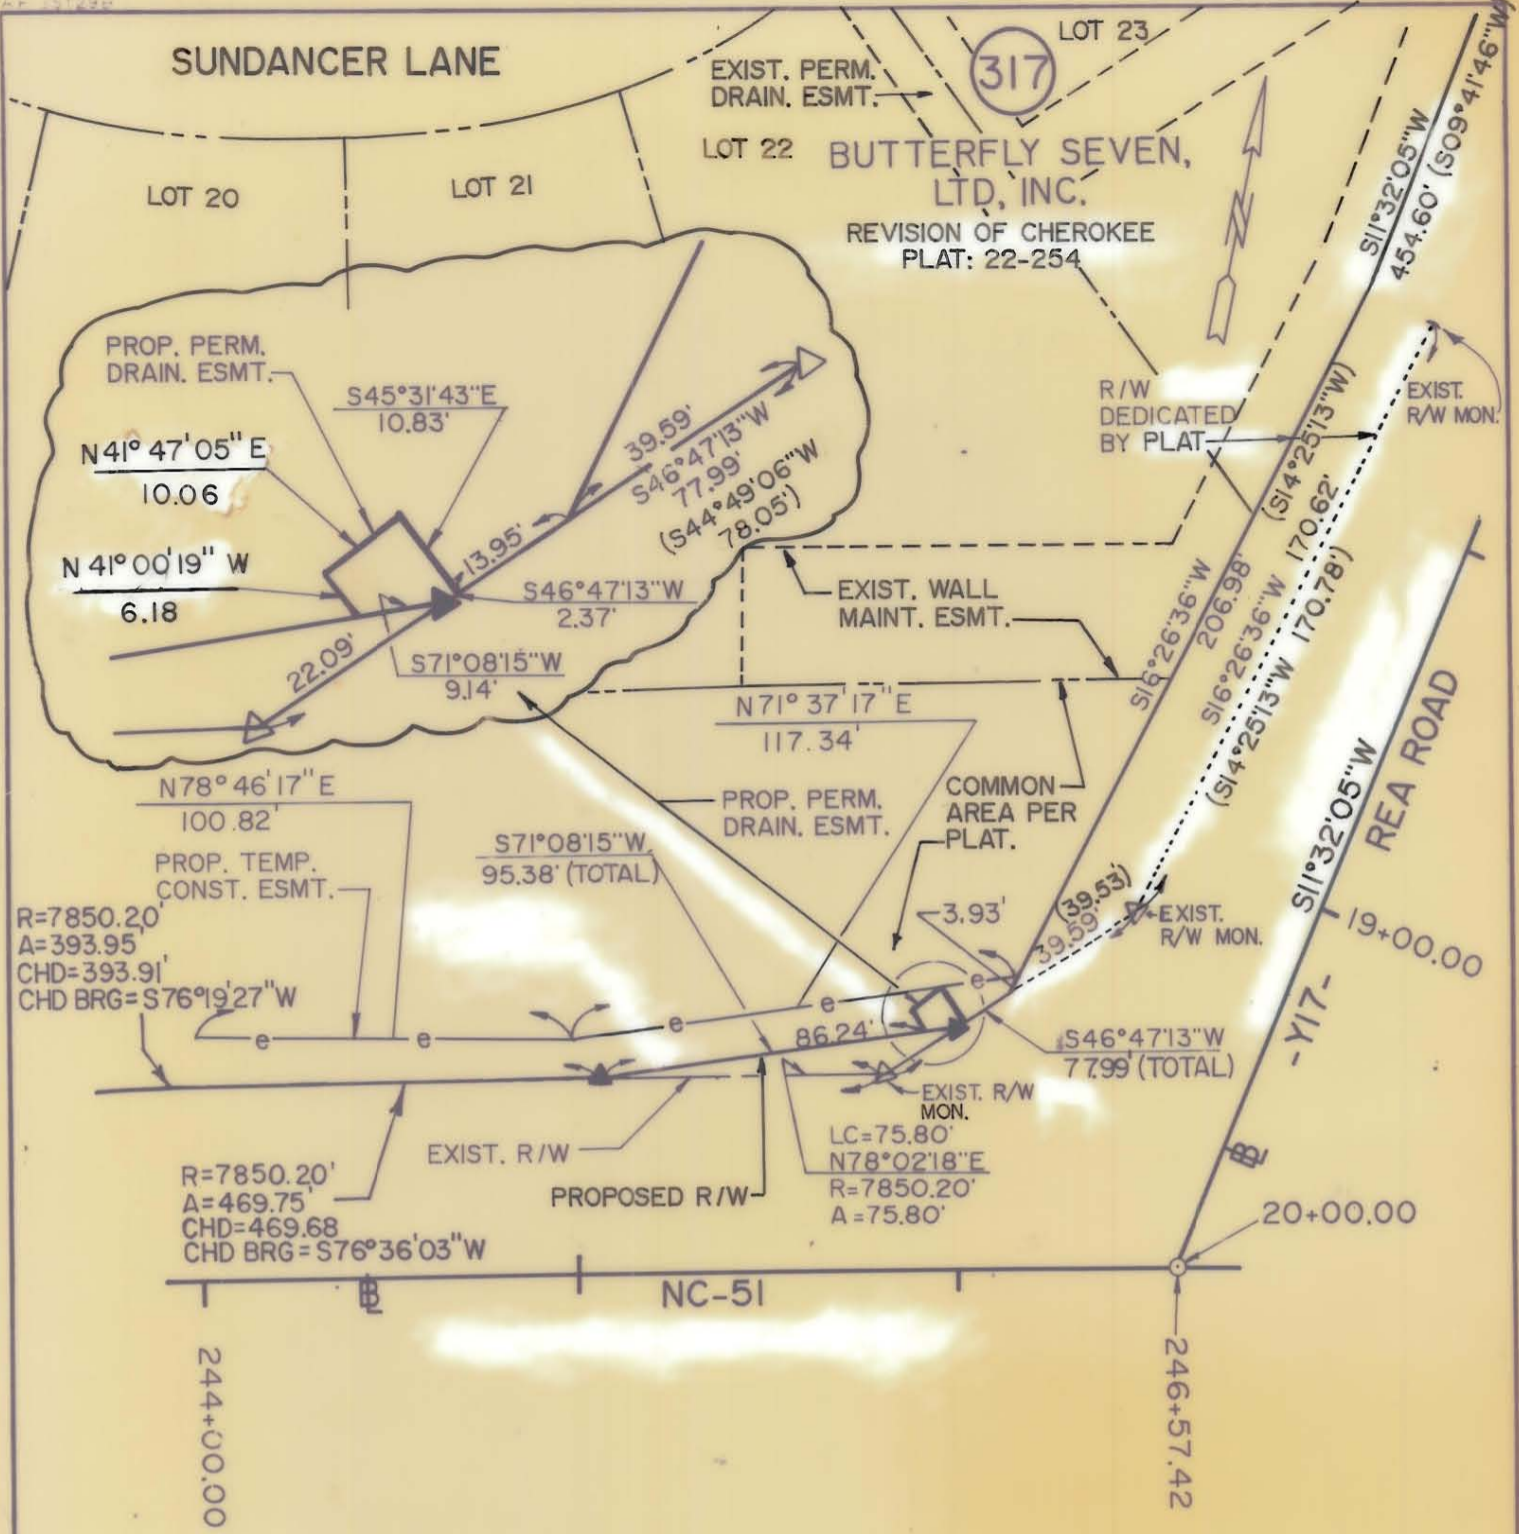 SUNDANCER LANE
LOT 23
317
EXIST. PERM.
DRAIN. ESMT.
LOT 22
BUTTERFLY SEVEN,
LTD, INC.
REVISION OF CHEROKEE
PLAT: 22-254
LOT 20
LOT 21
S11°32'05"W
454.60' (S09°41'46"W)
N
PROP. PERM.
DRAIN. ESMT.
S45°31'43"E
10.83'
N 41° 47' 05" E
10.06
N 41° 00' 19" W
6.18
39.59'
S46°47'13"W
77.99'
(S44°49'06"W
78.05')
13.95'
S46°47'13"W
2.37'
S71°08'15"W
9.14'
22.09'
R/W
DEDICATED
BY PLAT
EXIST.
R/W MON.
(S14°25'13"W)
S16°26'36"W
206.98'
S16°26'36"W 170.62'
(S14°25'13"W 170.78')
EXIST. WALL
MAINT. ESMT.
N71° 37' 17" E
117.34'
N78° 46' 17" E
100.82'
PROP. PERM.
DRAIN. ESMT.
COMMON
AREA PER
PLAT.
S71°08'15"W
95.38' (TOTAL)
PROP. TEMP.
CONST. ESMT.
R=7850.20'
A=393.95'
CHD=393.91'
CHD BRG=S76°19'27"W
S11°32'05"W
REA ROAD
3.93'
(39.53')
39.59'
EXIST.
R/W MON.
19+00.00
e
e
e
e
e
86.24'
S46°47'13"W
77.99' (TOTAL)
-Y17-
EXIST. R/W
MON.
EXIST. R/W
LC=75.80'
N78°02'18"E
R=7850.20'
A=75.80'
PROPOSED R/W
R=7850.20'
A=469.75'
CHD=469.68
CHD BRG=S76°36'03"W
BL
20+00.00
BL
NC-51
244+00.00
246+57.42